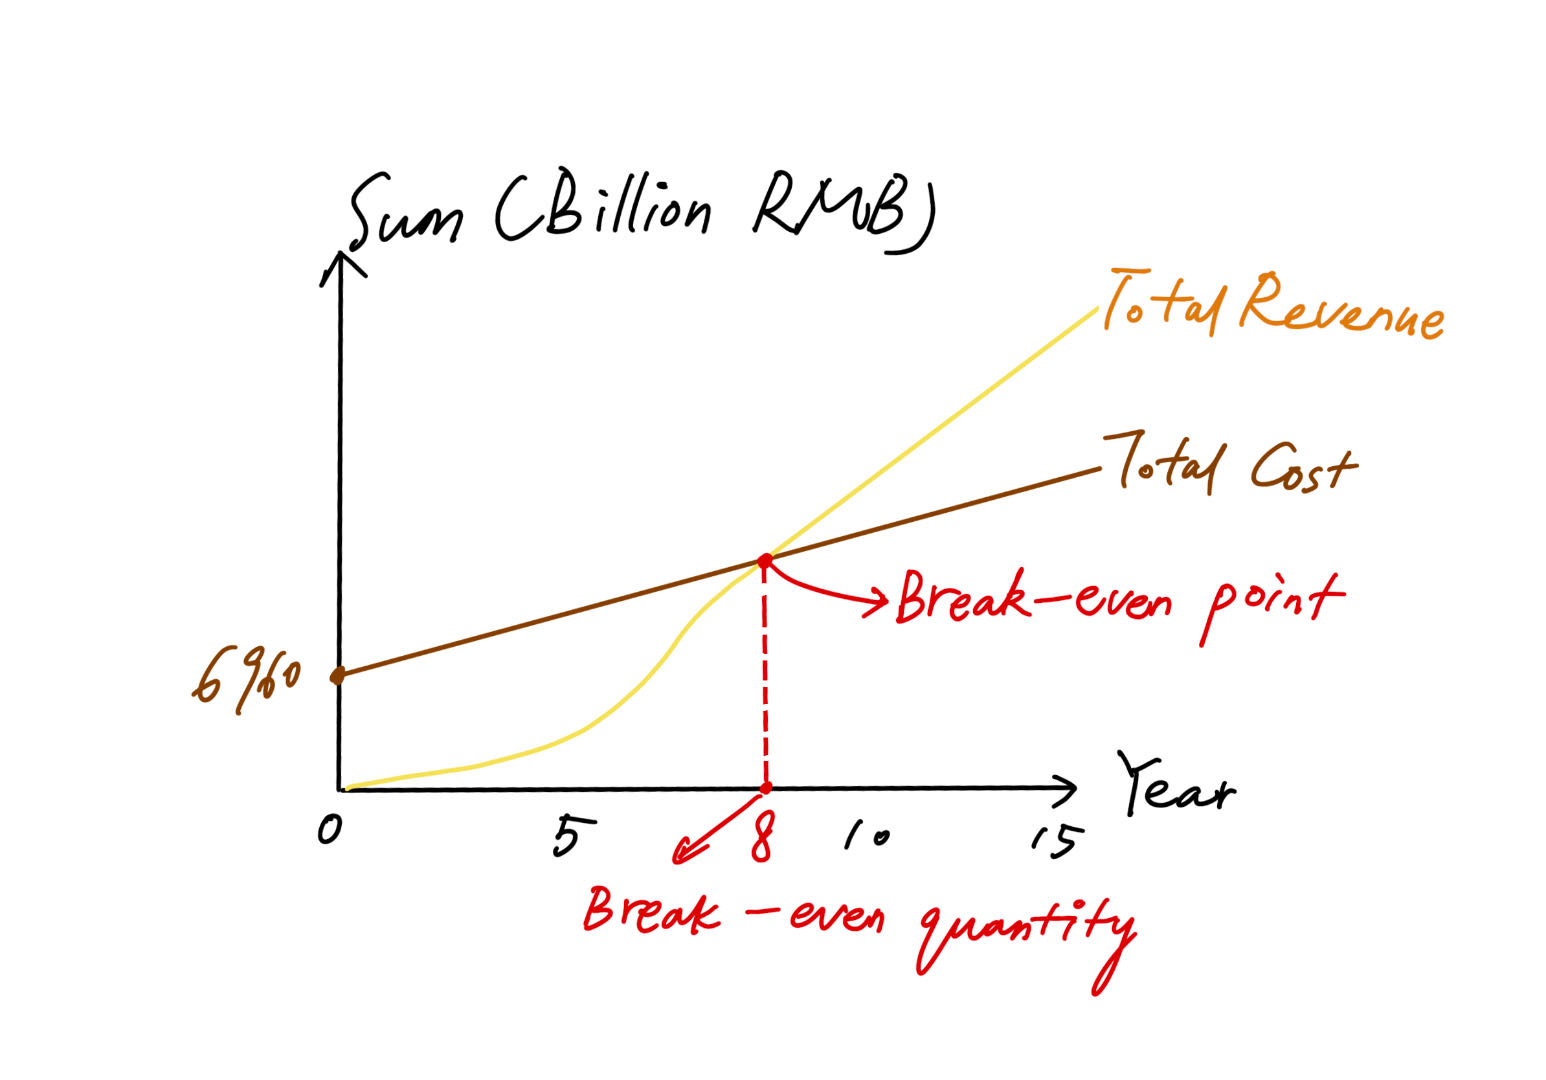 Sum (Billion RMB)
Total Revenue
Total Cost
Break-even point
6960
Year
0 5 8 10 15
Break-even quantity